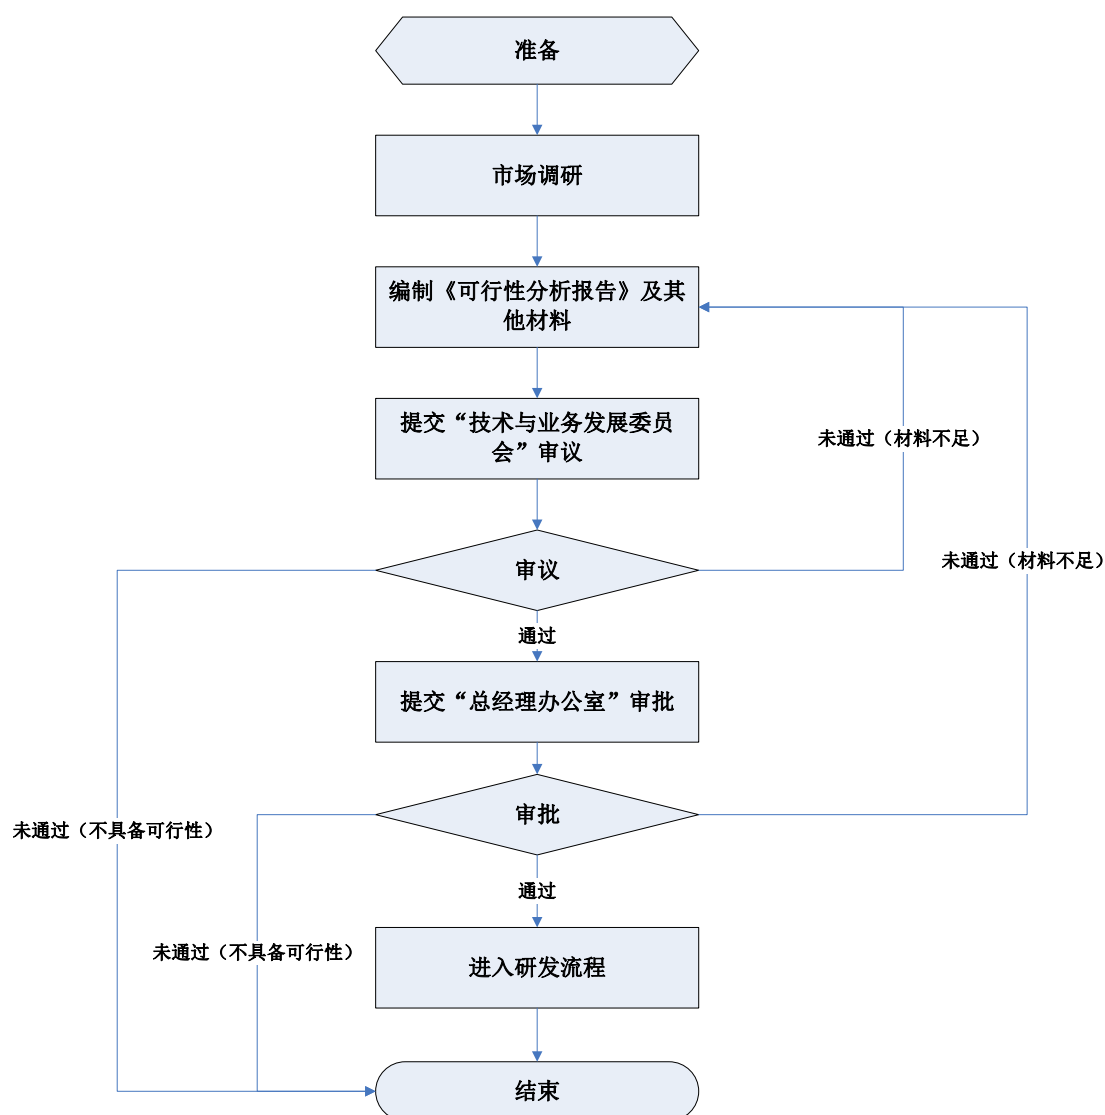 准备
市场调研
编制《可行性分析报告》及其
他材料
提交“技术与业务发展委员
会”审议
未通过（材料不足）
审议
未通过（材料不足）
通过
提交“总经理办公室”审批
审批
未通过（不具备可行性）
通过
未通过（不具备可行性）
进入研发流程
结束